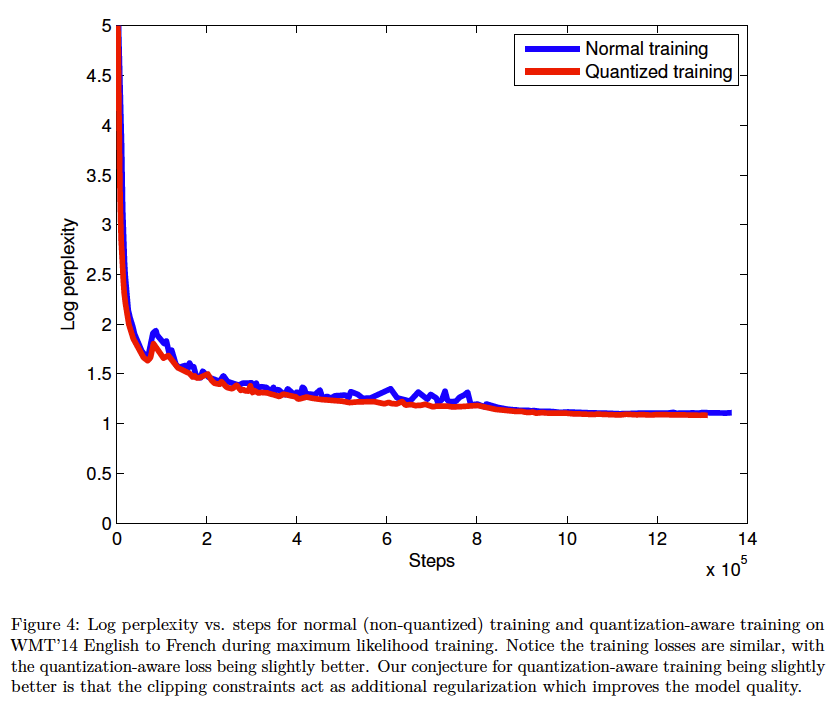 5
4.5
4
3.5
3
2.5
2
1.5
1
0.5
0
Log perplexity
Normal training
Quantized training
0 2 4 6 8 10 12 14
Steps
x 10^5
Figure 4: Log perplexity vs. steps for normal (non-quantized) training and quantization-aware training on
WMT'14 English to French during maximum likelihood training. Notice the training losses are similar, with
the quantization-aware loss being slightly better. Our conjecture for quantization-aware training being slightly
better is that the clipping constraints act as additional regularization which improves the model quality.